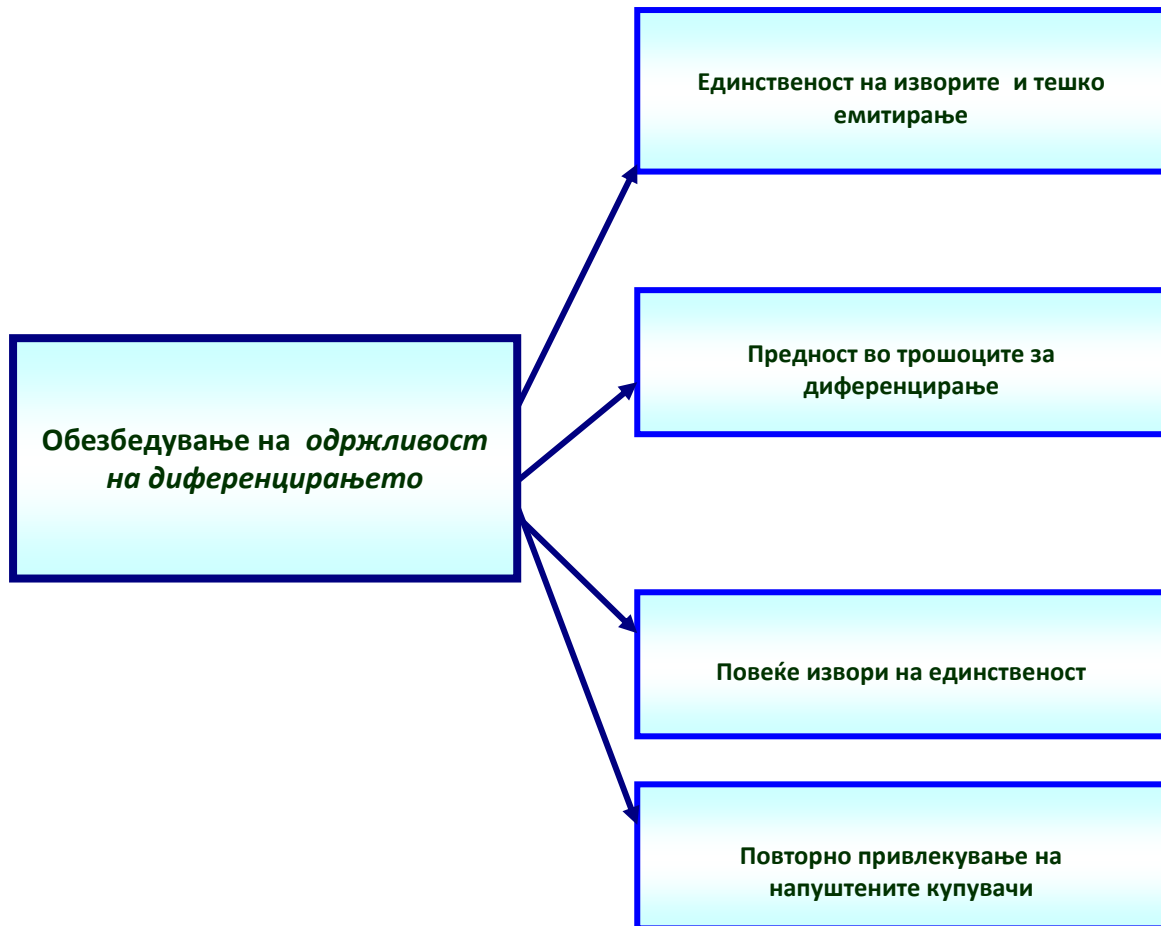 Единственост на изворите  и тешко
емитирање
Предност во трошоците за
диференцирање
Обезбедување на  одржливост
на диференцирањето
Повеќе извори на единственост
Повторно привлекување на
напуштените купувачи